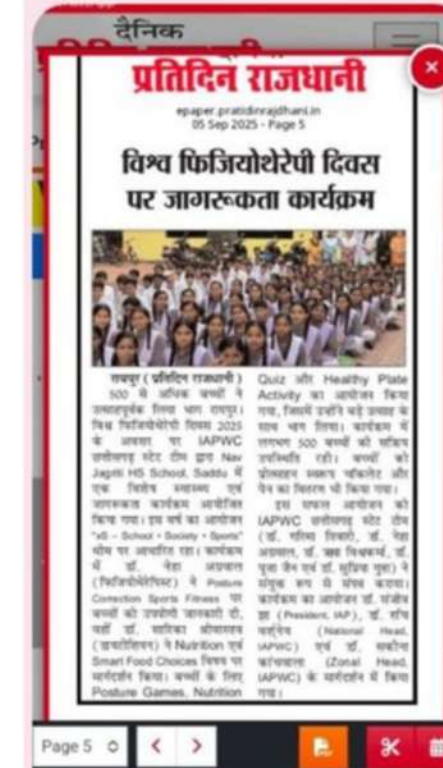 दैनिक
प्रतिदिन राजधानी
epaper.pratidinrajdhani.in
05 Sep 2025 - Page 5
विश्व फिजियोथेरेपी दिवस
पर जागरूकता कार्यक्रम
रायपुर ( प्रतिदिन राजधानी )
500 से अधिक बच्चों ने
उत्साहपूर्वक लिया भाग रायपुर।
विश्व फिजियोथेरेपी दिवस 2025
के अवसर पर IAPWC
छत्तीसगढ़ स्टेट टीम द्वारा Nav
Jagriti HS School, Saddu में
एक विशेष स्वास्थ्य एवं
जागरूकता कार्यक्रम आयोजित
किया गया। इस वर्ष का आयोजन
"xS – School • Society • Sports"
थीम पर आधारित रहा। कार्यक्रम
में डॉ. नेहा अग्रवाल
(फिजियोथेरेपिस्ट) ने Posture
Correction Sports Fitness पर
बच्चों को उपयोगी जानकारी दी,
वहीं डॉ. सारिका श्रीवास्तव
(डायटीशियन) ने Nutrition एवं
Smart Food Choices विषय पर
मार्गदर्शन किया। बच्चों के लिए
Posture Games, Nutrition
Quiz और Healthy Plate
Activity का आयोजन किया
गया, जिसमें उन्होंने बड़े उत्साह के
साथ भाग लिया। कार्यक्रम में
लगभग 500 बच्चों की सक्रिय
उपस्थिति रही। बच्चों को
प्रोत्साहन स्वरूप चॉकलेट और
पेन का वितरण भी किया गया।
इस सफल आयोजन को
IAPWC छत्तीसगढ़ स्टेट टीम
(डॉ. गरिमा तिवारी, डॉ. नेहा
अग्रवाल, डॉ. विश्वकर्मा, डॉ.
पूजा जैन एवं डॉ. सुप्रिया गुप्ता) ने
संयुक्त रूप से संपन्न कराया।
कार्यक्रम का आयोजन डॉ. संजीव
झा (President, IAP), डॉ. रुचि
वार्ष्णेय (National Head,
IAPWC) एवं डॉ. सकीना
कांचवाला (Zonal Head,
IAPWC) के मार्गदर्शन में किया
गया।
Page 5